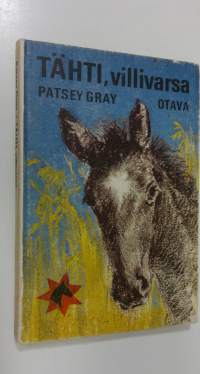 TÄHTI, villivarsa
PATSEY GRAY
OTAVA